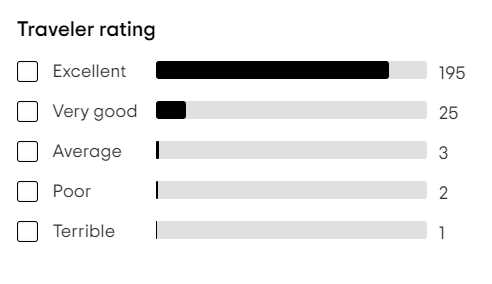 Traveler rating
Excellent 195
Very good 25
Average 3
Poor 2
Terrible 1